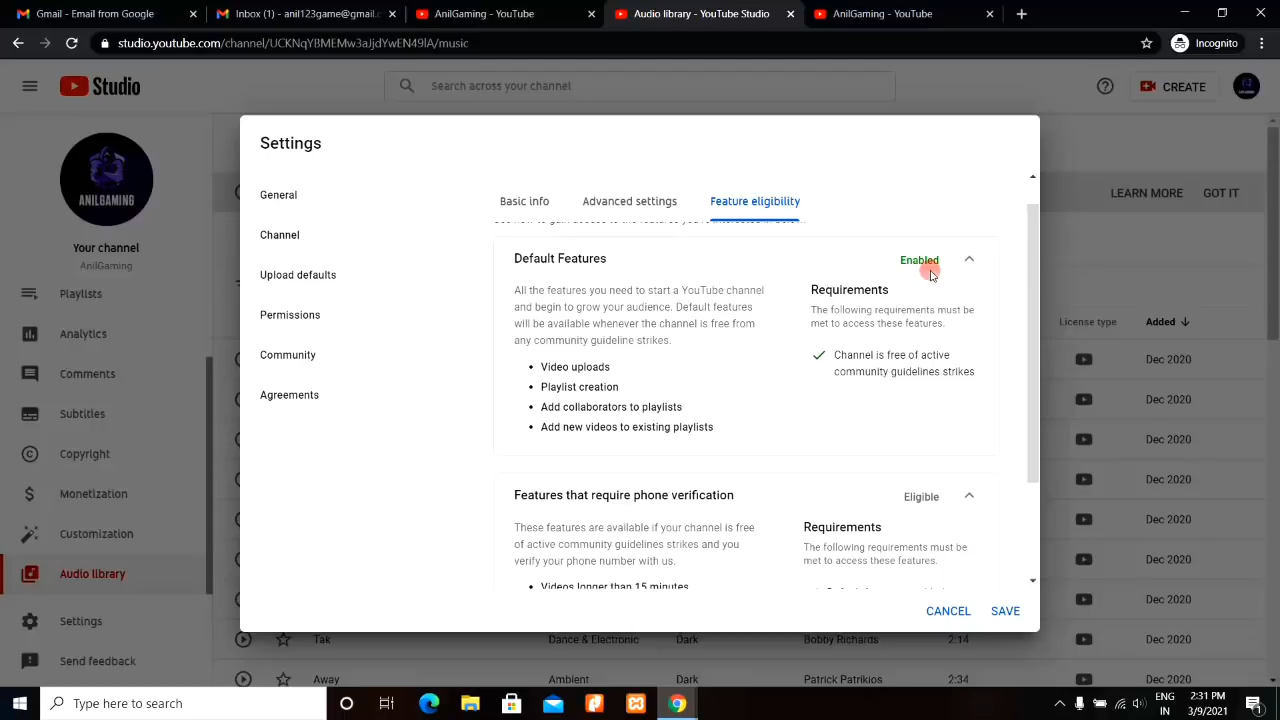 Gmail - Email from Google
Inbox (1) - anil123game@gmail.c
AnilGaming - YouTube
Audio library - YouTube Studio
AnilGaming - YouTube
studio.youtube.com/channel/UCKNqYBMEMw3aJjdYwEN49lA/music
Incognito
Studio
Search across your channel
CREATE
Settings
ANILGAMING
Your channel
AnilGaming
Playlists
Analytics
Comments
Subtitles
Copyright
Monetization
Customization
Audio library
Settings
Send feedback
General
Channel
Upload defaults
Permissions
Community
Agreements
Basic info
Advanced settings
Feature eligibility
Default Features
Enabled
All the features you need to start a YouTube channel
and begin to grow your audience. Default features
will be available whenever the channel is free from
any community guideline strikes.
• Video uploads
• Playlist creation
• Add collaborators to playlists
• Add new videos to existing playlists
Requirements
The following requirements must be
met to access these features.
Channel is free of active
community guidelines strikes
Features that require phone verification
Eligible
These features are available if your channel is free
of active community guidelines strikes and you
verify your phone number with us.
• Videos longer than 15 minutes
Requirements
The following requirements must be
met to access these features.
CANCEL
SAVE
LEARN MORE
GOT IT
License type
Added
Dec 2020
Dec 2020
Dec 2020
Dec 2020
Dec 2020
Dec 2020
Dec 2020
Tak
Dance & Electronic
Dark
Bobby Richards
2:14
Dec 2020
Away
Ambient
Dark
Patrick Patrikios
2:34
Dec 2020
Type here to search
ENG
IN
2:31 PM
3/9/2021